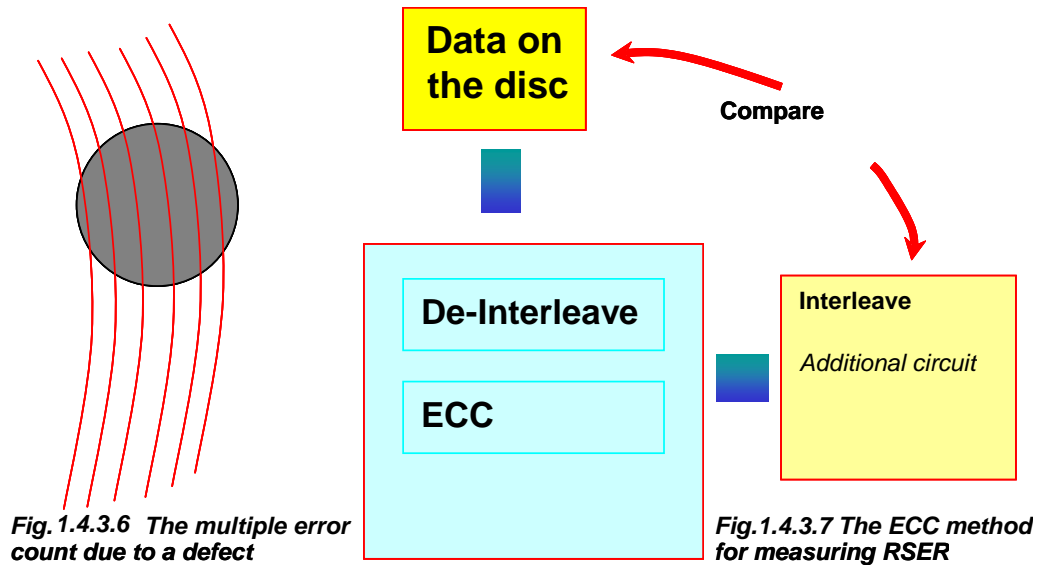 Data on
the disc
Compare
De-Interleave
ECC
Interleave
Additional circuit
Fig.1.4.3.6 The multiple error
count due to a defect
Fig.1.4.3.7 The ECC method
for measuring RSER